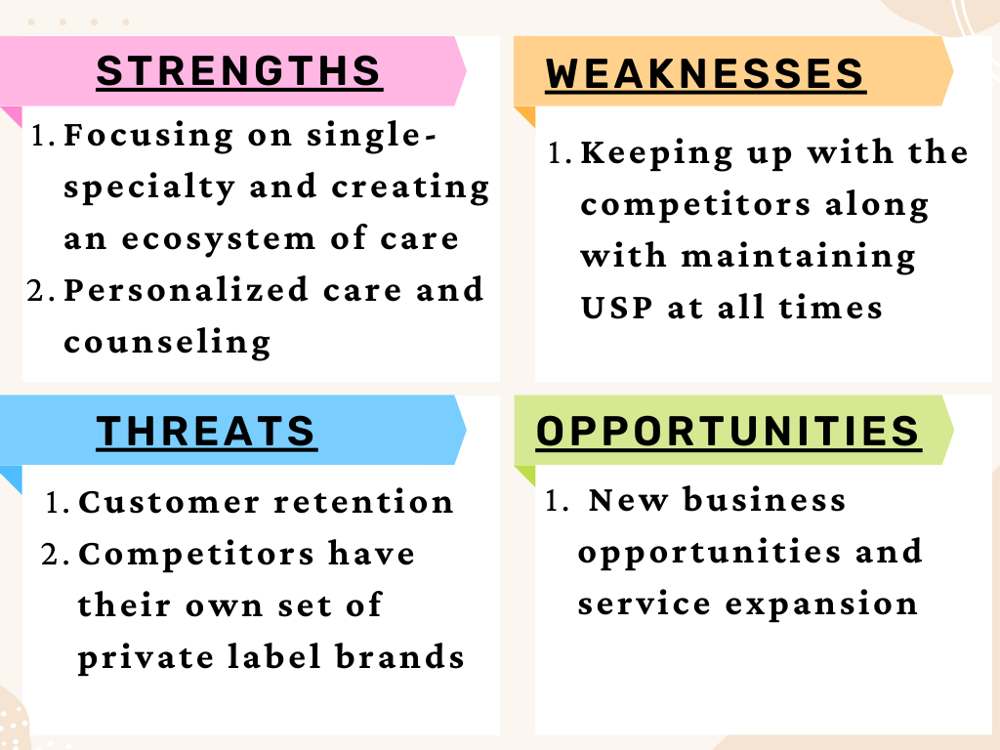 STRENGTHS
1. Focusing on single-
specialty and creating
an ecosystem of care
2. Personalized care and
counseling
WEAKNESSES
1. Keeping up with the
competitors along
with maintaining
USP at all times
THREATS
1. Customer retention
2. Competitors have
their own set of
private label brands
OPPORTUNITIES
1. New business
opportunities and
service expansion